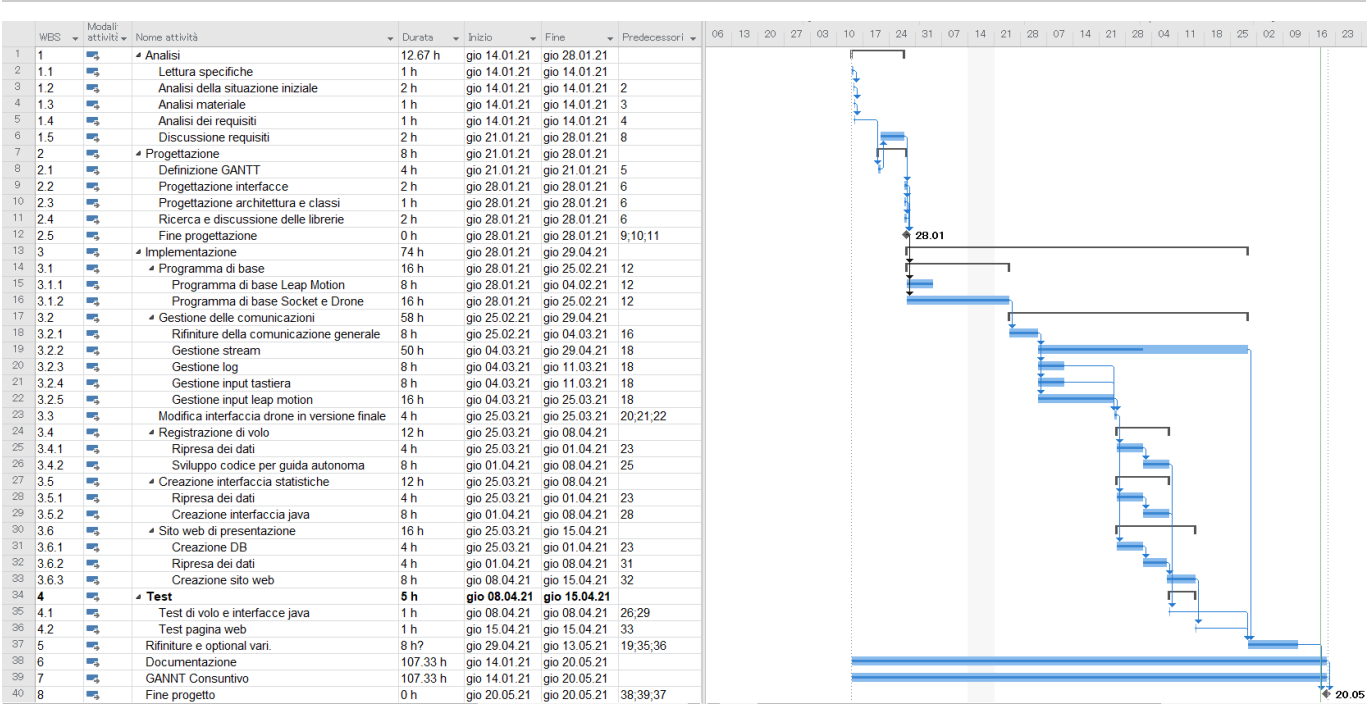 Modali
WBS attività Nome attività Durata Inizio Fine Predecessori 06 13 20 27 03 10 17 24 31 07 14 21 28 07 14 21 28 04 11 18 25 02 09 16 23
1 1 Analisi 12.67 h gio 14.01.21 gio 28.01.21
2 1.1 Lettura specifiche 1 h gio 14.01.21 gio 14.01.21
3 1.2 Analisi della situazione iniziale 2 h gio 14.01.21 gio 14.01.21 2
4 1.3 Analisi materiale 1 h gio 14.01.21 gio 14.01.21 3
5 1.4 Analisi dei requisiti 1 h gio 14.01.21 gio 14.01.21 4
6 1.5 Discussione requisiti 2 h gio 21.01.21 gio 28.01.21 8
7 2 Progettazione 8 h gio 21.01.21 gio 28.01.21
8 2.1 Definizione GANTT 4 h gio 21.01.21 gio 21.01.21 5
9 2.2 Progettazione interfacce 2 h gio 28.01.21 gio 28.01.21 6
10 2.3 Progettazione architettura e classi 1 h gio 28.01.21 gio 28.01.21 6
11 2.4 Ricerca e discussione delle librerie 2 h gio 28.01.21 gio 28.01.21 6
12 2.5 Fine progettazione 0 h gio 28.01.21 gio 28.01.21 9;10;11 28.01
13 3 Implementazione 74 h gio 28.01.21 gio 29.04.21
14 3.1 Programma di base 16 h gio 28.01.21 gio 25.02.21 12
15 3.1.1 Programma di base Leap Motion 8 h gio 28.01.21 gio 04.02.21 12
16 3.1.2 Programma di base Socket e Drone 16 h gio 28.01.21 gio 25.02.21 12
17 3.2 Gestione delle comunicazioni 58 h gio 25.02.21 gio 29.04.21
18 3.2.1 Rifiniture della comunicazione generale 8 h gio 25.02.21 gio 04.03.21 16
19 3.2.2 Gestione stream 50 h gio 04.03.21 gio 29.04.21 18
20 3.2.3 Gestione log 8 h gio 04.03.21 gio 11.03.21 18
21 3.2.4 Gestione input tastiera 8 h gio 04.03.21 gio 11.03.21 18
22 3.2.5 Gestione input leap motion 16 h gio 04.03.21 gio 25.03.21 18
23 3.3 Modifica interfaccia drone in versione finale 4 h gio 25.03.21 gio 25.03.21 20;21;22
24 3.4 Registrazione di volo 12 h gio 25.03.21 gio 08.04.21
25 3.4.1 Ripresa dei dati 4 h gio 25.03.21 gio 01.04.21 23
26 3.4.2 Sviluppo codice per guida autonoma 8 h gio 01.04.21 gio 08.04.21 25
27 3.5 Creazione interfaccia statistiche 12 h gio 25.03.21 gio 08.04.21
28 3.5.1 Ripresa dei dati 4 h gio 25.03.21 gio 01.04.21 23
29 3.5.2 Creazione interfaccia java 8 h gio 01.04.21 gio 08.04.21 28
30 3.6 Sito web di presentazione 16 h gio 25.03.21 gio 15.04.21
31 3.6.1 Creazione DB 4 h gio 25.03.21 gio 01.04.21 23
32 3.6.2 Ripresa dei dati 4 h gio 01.04.21 gio 08.04.21 31
33 3.6.3 Creazione sito web 8 h gio 08.04.21 gio 15.04.21 32
34 4 Test 5 h gio 08.04.21 gio 15.04.21
35 4.1 Test di volo e interfacce java 1 h gio 08.04.21 gio 08.04.21 26;29
36 4.2 Test pagina web 1 h gio 15.04.21 gio 15.04.21 33
37 5 Rifiniture e optional vari. 8 h? gio 29.04.21 gio 13.05.21 19;35;36
38 6 Documentazione 107.33 h gio 14.01.21 gio 20.05.21
39 7 GANNT Consuntivo 107.33 h gio 14.01.21 gio 20.05.21
40 8 Fine progetto 0 h gio 20.05.21 gio 20.05.21 38;39;37 20.05